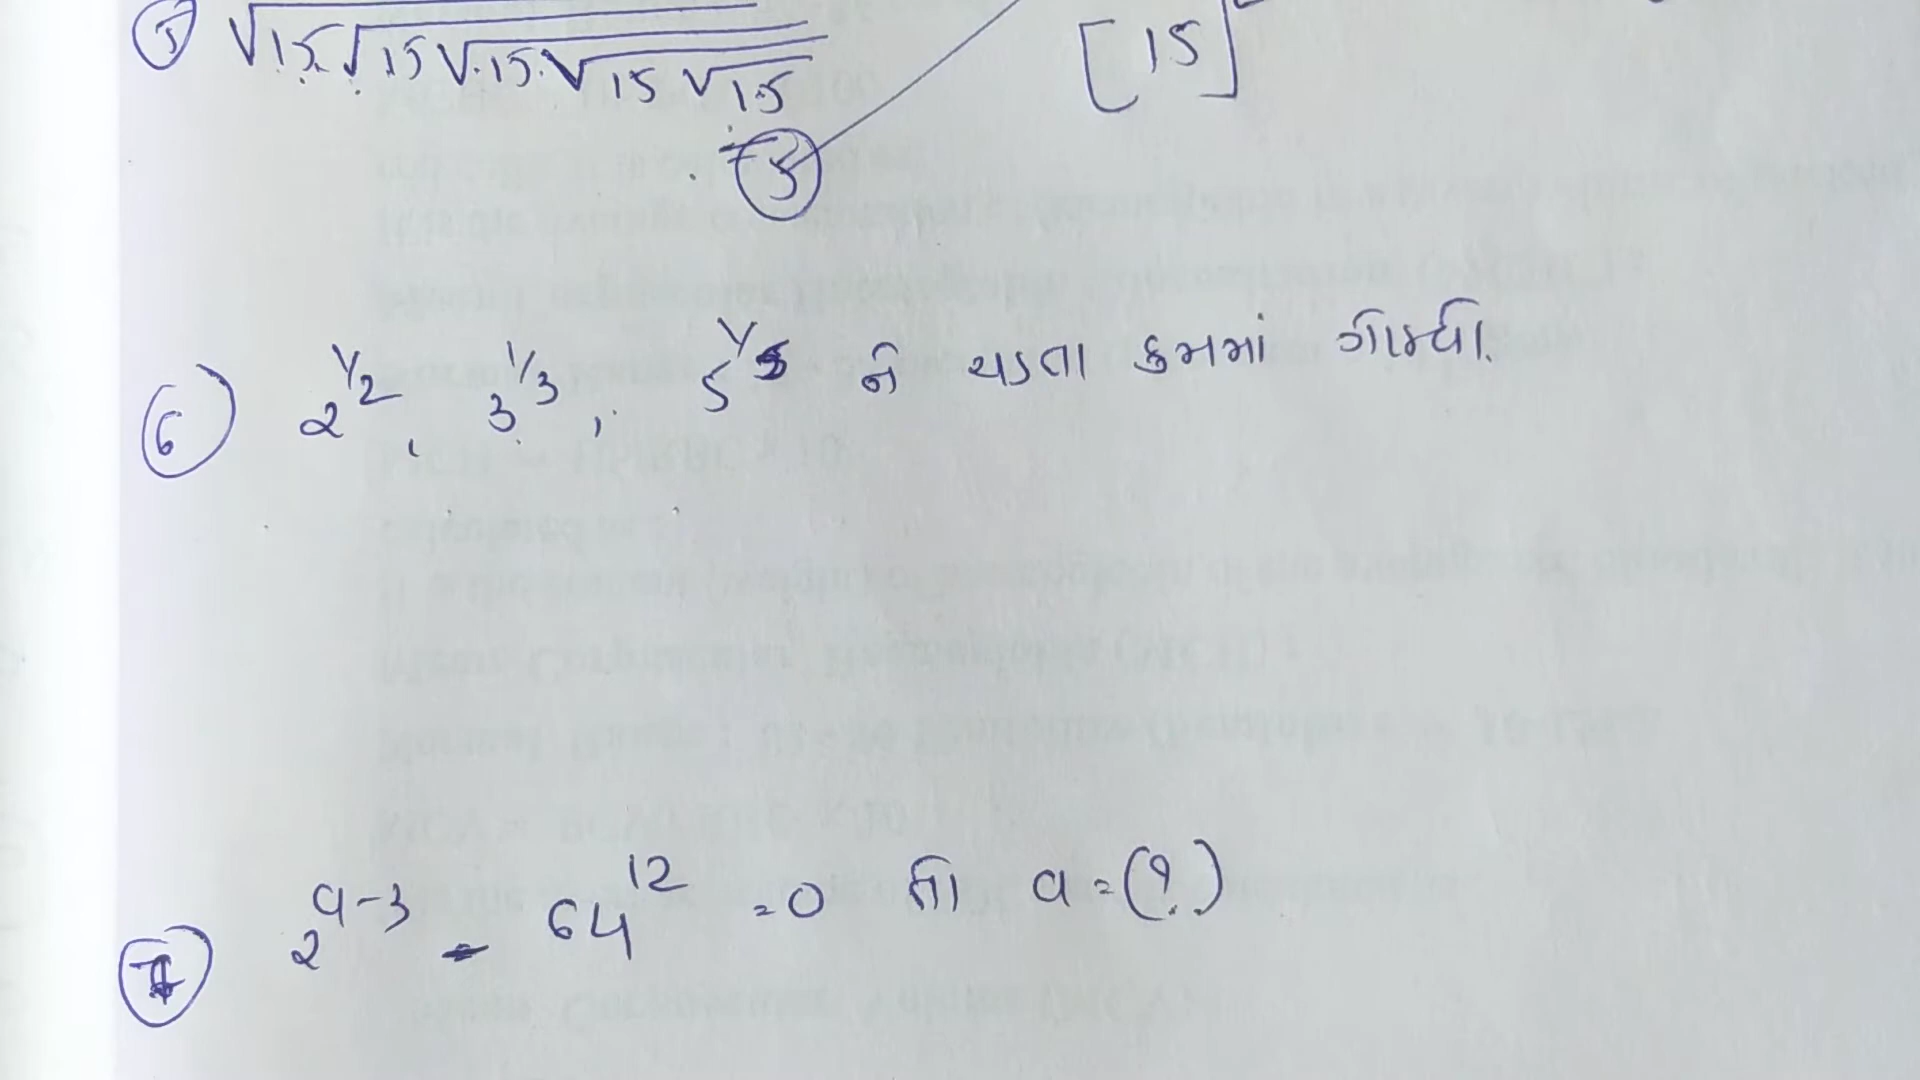 5 √15√15√15√15√15 [15]
= 5
6 2^1/2, 3^1/3, 5^1/5 ને ચડતા ક્રમમાં ગોઠવો.
7 2^a-3 - 64^12 = 0 તો a = (?)